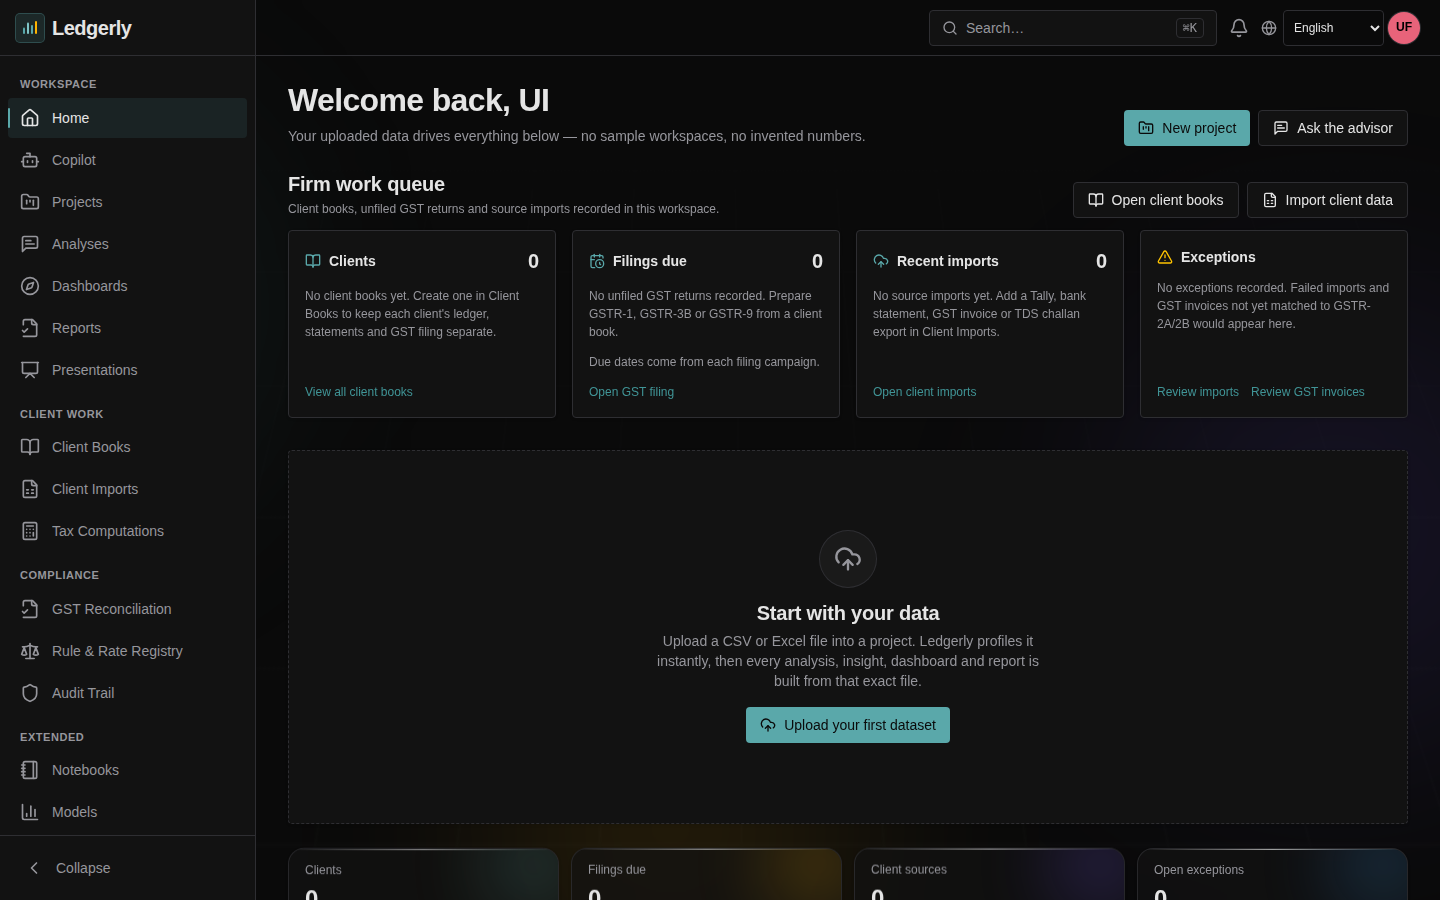 Ledgerly
Search…
⌘K
English
UF
WORKSPACE
Home
Copilot
Projects
Analyses
Dashboards
Reports
Presentations
CLIENT WORK
Client Books
Client Imports
Tax Computations
COMPLIANCE
GST Reconciliation
Rule & Rate Registry
Audit Trail
EXTENDED
Notebooks
Models
Collapse
Welcome back, UI
Your uploaded data drives everything below — no sample workspaces, no invented numbers.
New project
Ask the advisor
Firm work queue
Client books, unfiled GST returns and source imports recorded in this workspace.
Open client books
Import client data
Clients 0
No client books yet. Create one in Client
Books to keep each client's ledger,
statements and GST filing separate.
View all client books
Filings due 0
No unfiled GST returns recorded. Prepare
GSTR-1, GSTR-3B or GSTR-9 from a client
book.
Due dates come from each filing campaign.
Open GST filing
Recent imports 0
No source imports yet. Add a Tally, bank
statement, GST invoice or TDS challan
export in Client Imports.
Open client imports
Exceptions
No exceptions recorded. Failed imports and
GST invoices not yet matched to GSTR-
2A/2B would appear here.
Review imports Review GST invoices
Start with your data
Upload a CSV or Excel file into a project. Ledgerly profiles it
instantly, then every analysis, insight, dashboard and report is
built from that exact file.
Upload your first dataset
Clients
0
Filings due
0
Client sources
0
Open exceptions
0